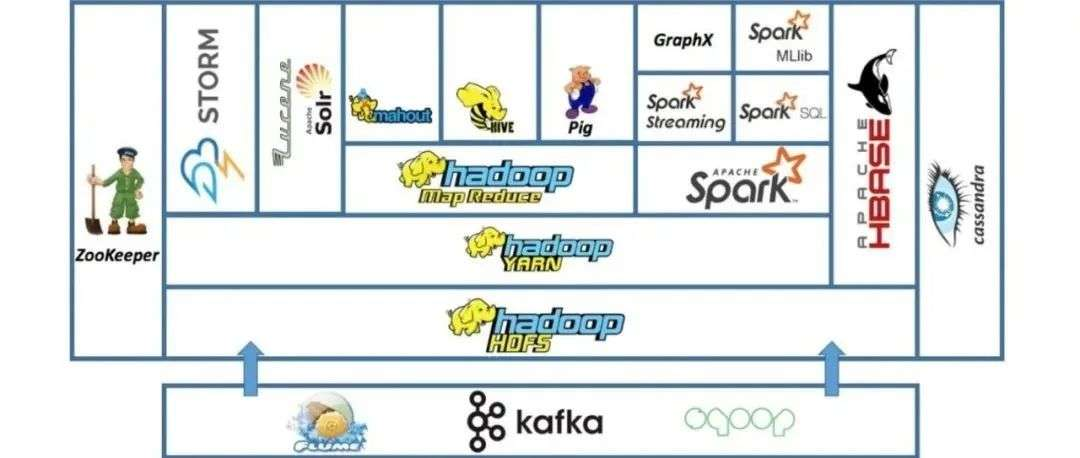 ZooKeeper
STORM
Lucene
Apache
Solr
mahout
HIVE
Pig
GraphX
Spark
MLlib
Spark
Streaming
Spark SQL
hadoop
Map Reduce
APACHE
Spark
TM
hadoop
YARN
hadoop
HDFS
APACHE
HBASE
cassandra
FLUME
kafka
sqoop